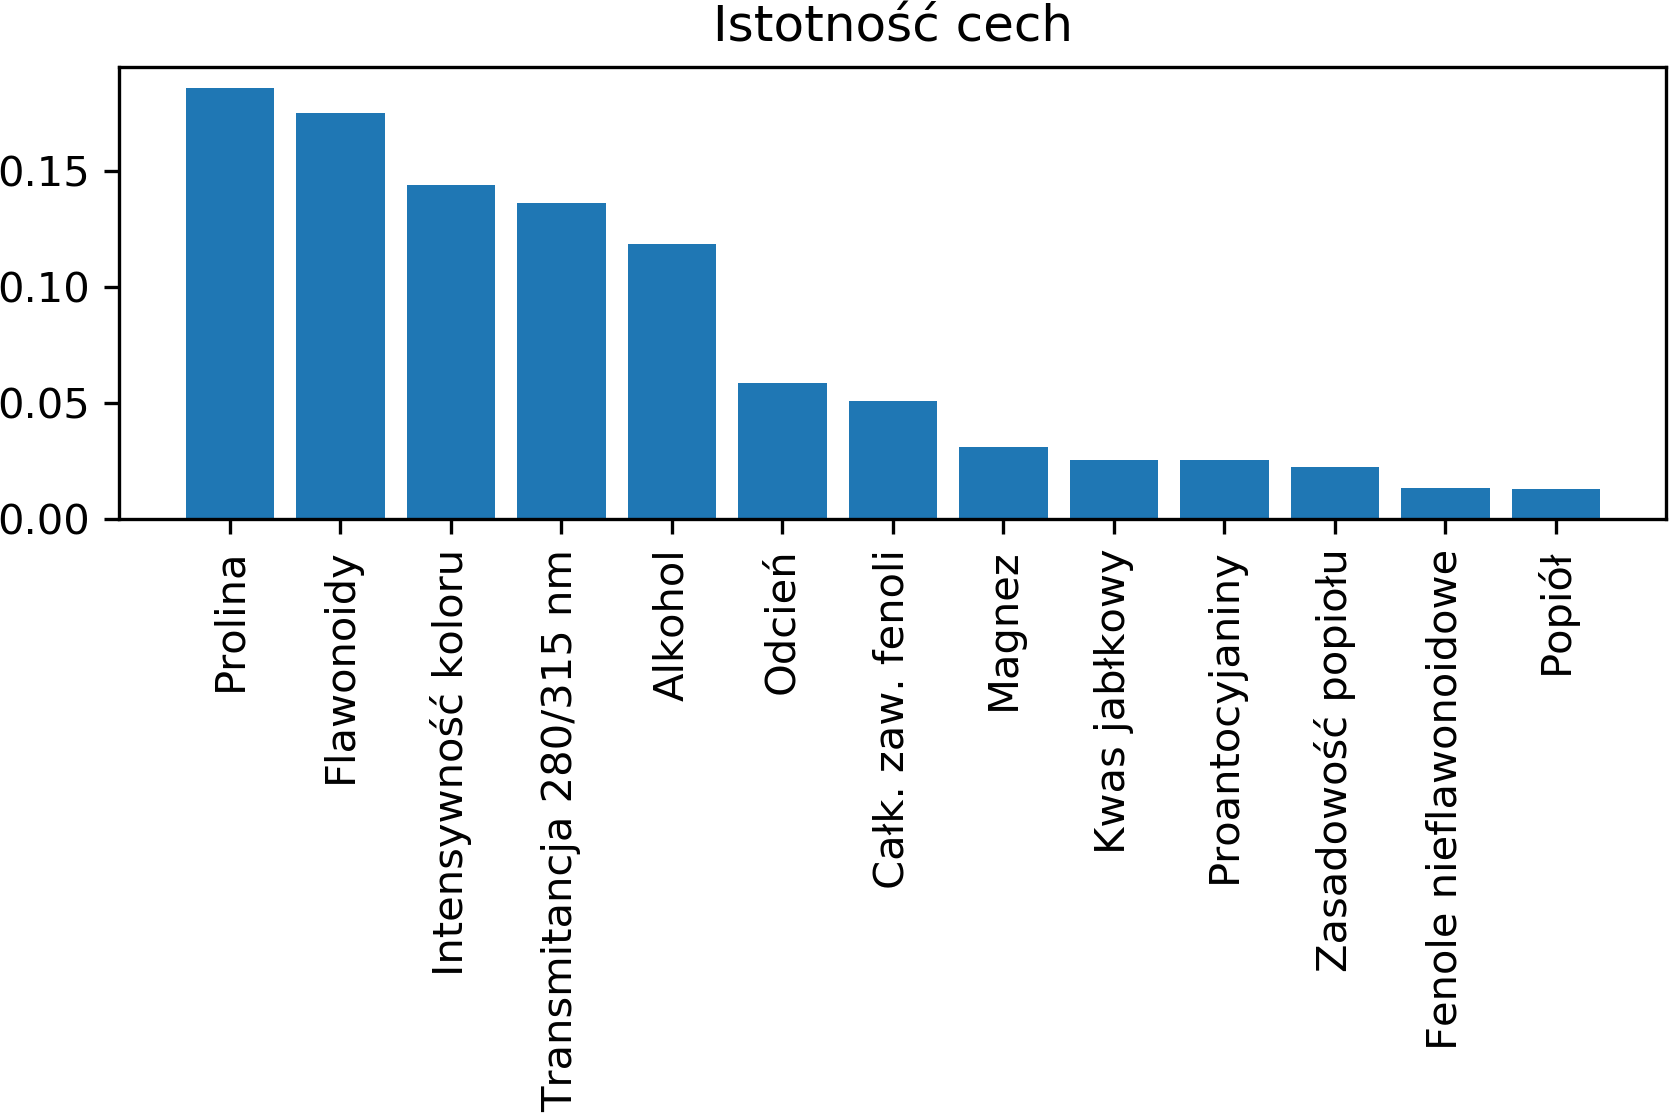 Istotność cech
0.15
0.10
0.05
0.00
Prolina
Flawonoidy
Intensywność koloru
Transmitancja 280/315 nm
Alkohol
Odcień
Całk. zaw. fenoli
Magnez
Kwas jabłkowy
Proantocyjaniny
Zasadowość popiołu
Fenole nieflawonoidowe
Popiół